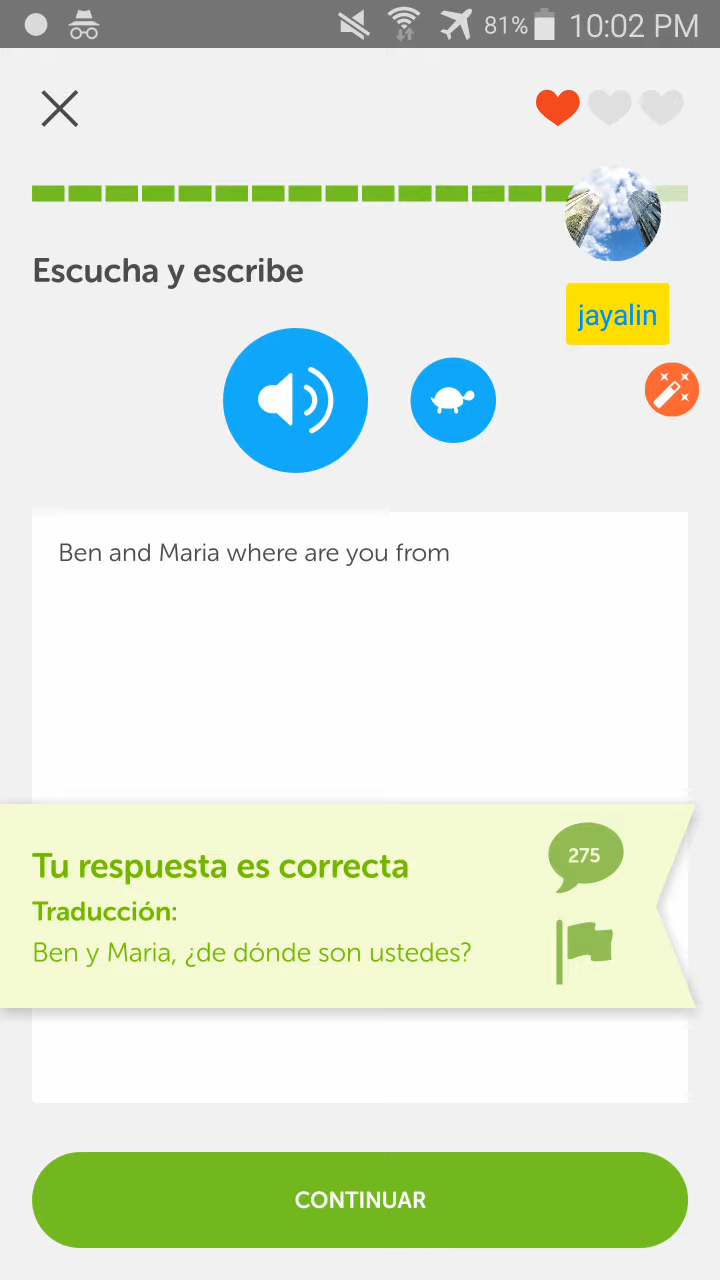 81% 10:02 PM
Escucha y escribe
jayalin
Ben and Maria where are you from
Tu respuesta es correcta
275
Traducción:
Ben y Maria, ¿de dónde son ustedes?
CONTINUAR